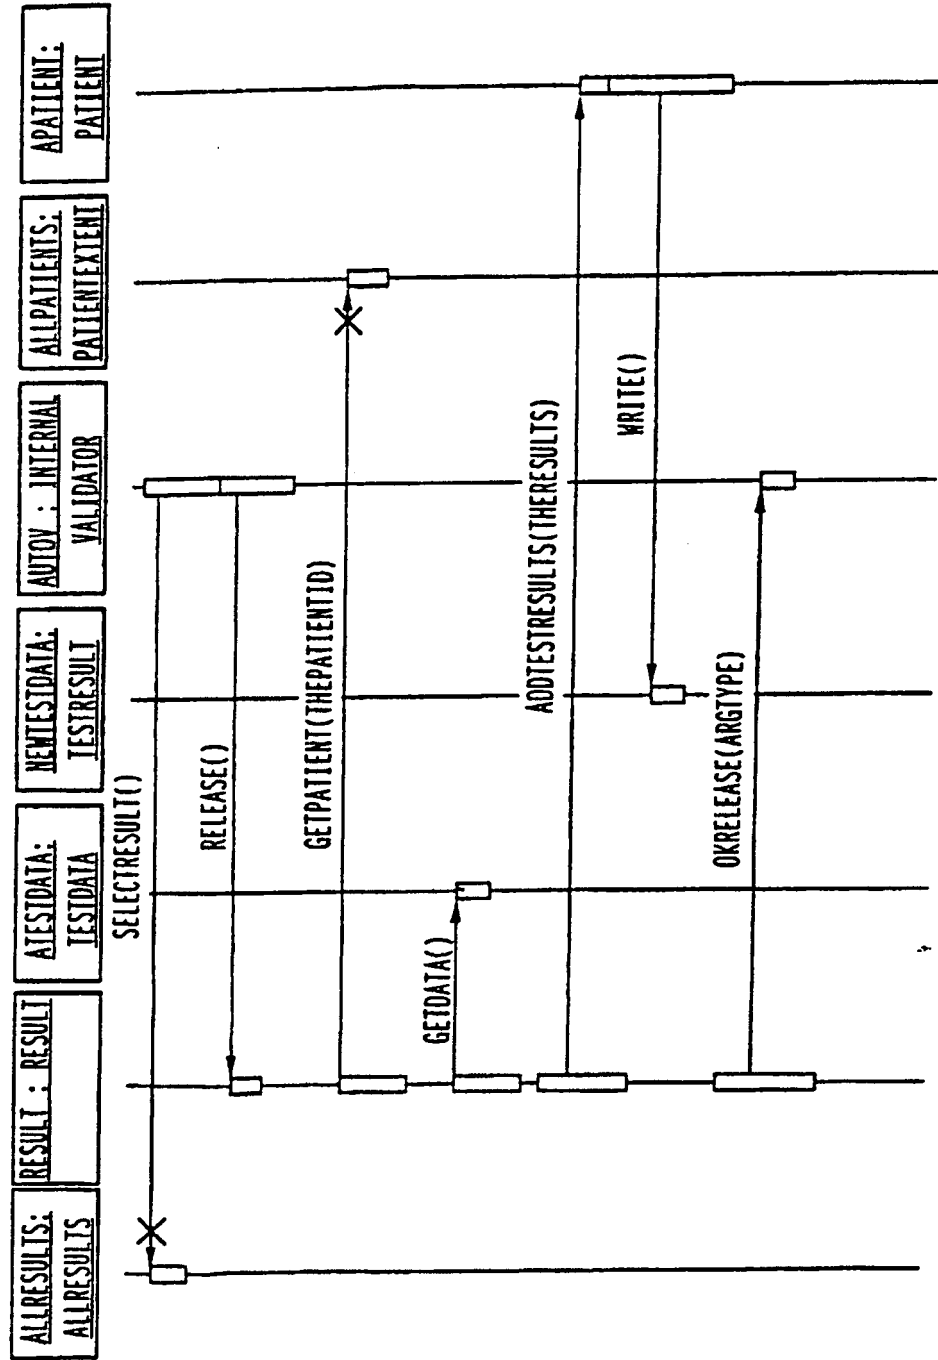 ALLRESULTS:
ALLRESULTS
RESULT : RESULT
ATESTDATA:
TESTDATA
NEWTESTDATA:
TESTRESULT
AUTOV : INTERNAL
VALIDATOR
ALLPATIENTS:
PATIENTEXTENT
APATIENT:
PATIENT
SELECTRESULT()
RELEASE()
GETPATIENT(THEPATIENTID)
GETDATA()
ADDTESTRESULTS(THERESULTS)
WRITE()
OKRELEASE(ARGTYPE)